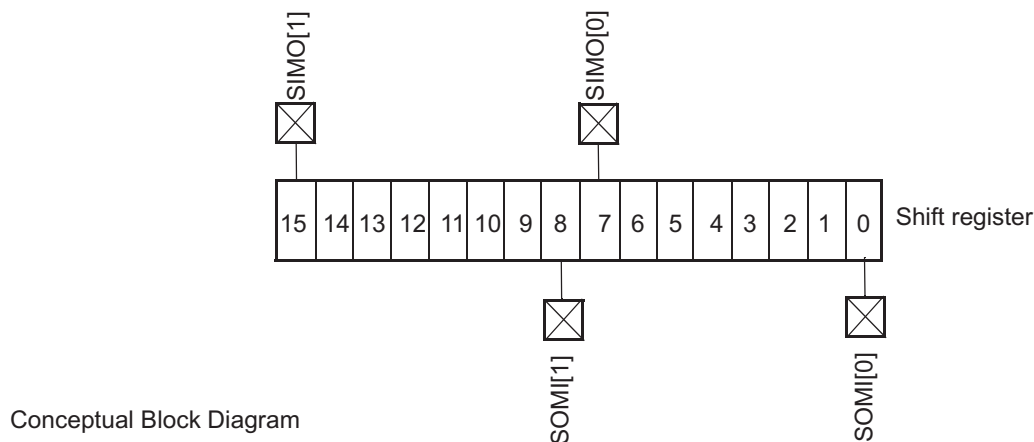 SIMO[1]
SIMO[0]
15 14 13 12 11 10 9 8 7 6 5 4 3 2 1 0
Shift register
SOMI[1]
SOMI[0]
Conceptual Block Diagram